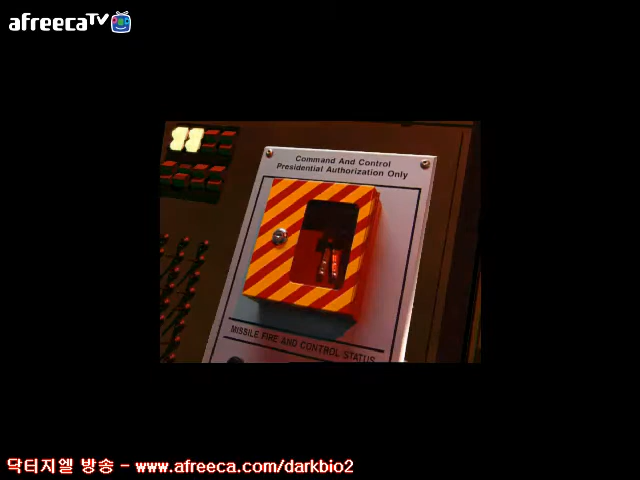 afreecaTV
Command And Control
Presidential Authorization Only
MISSILE FIRE AND CONTROL STATUS
닥터지엘 방송 - www.afreeca.com/darkbio2